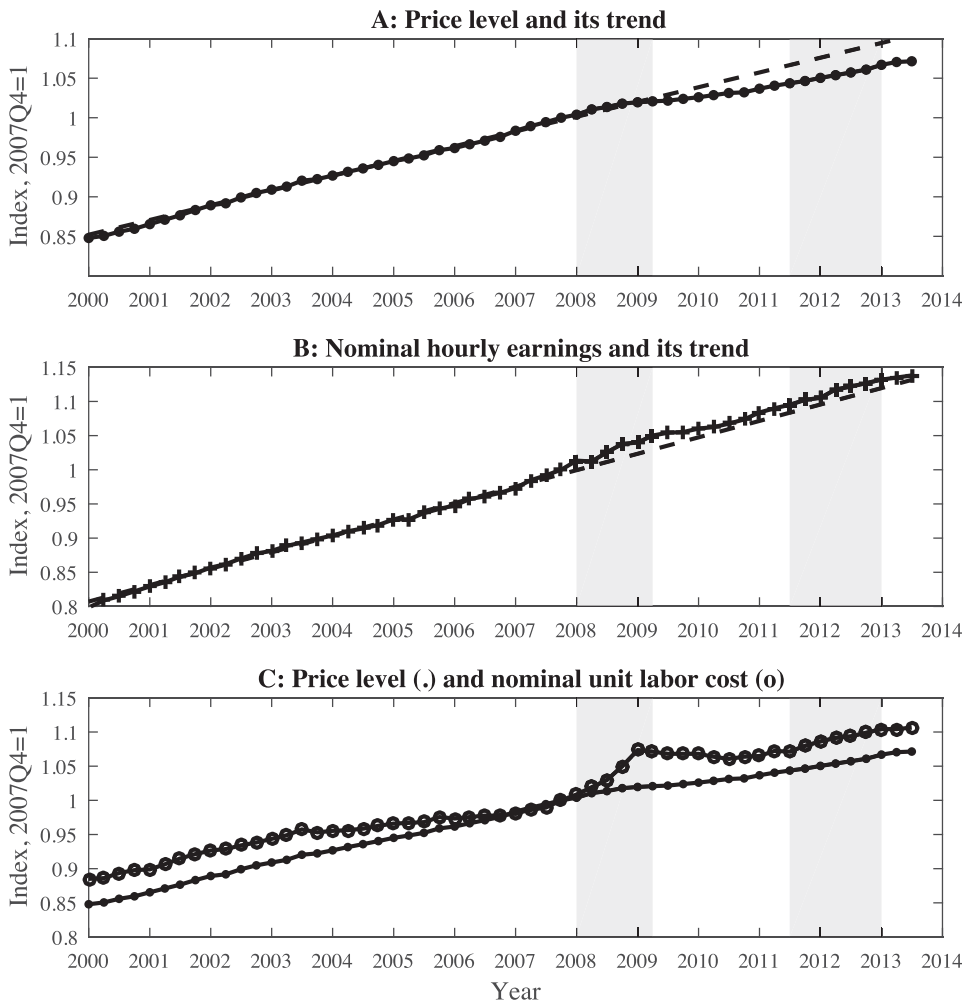 A: Price level and its trend
Index, 2007Q4=1
1.1
1.05
1
0.95
0.9
0.85
2000 2001 2002 2003 2004 2005 2006 2007 2008 2009 2010 2011 2012 2013 2014
B: Nominal hourly earnings and its trend
Index, 2007Q4=1
1.15
1.1
1.05
1
0.95
0.9
0.85
0.8
2000 2001 2002 2003 2004 2005 2006 2007 2008 2009 2010 2011 2012 2013 2014
C: Price level (.) and nominal unit labor cost (o)
Index, 2007Q4=1
1.15
1.1
1.05
1
0.95
0.9
0.85
0.8
2000 2001 2002 2003 2004 2005 2006 2007 2008 2009 2010 2011 2012 2013 2014
Year